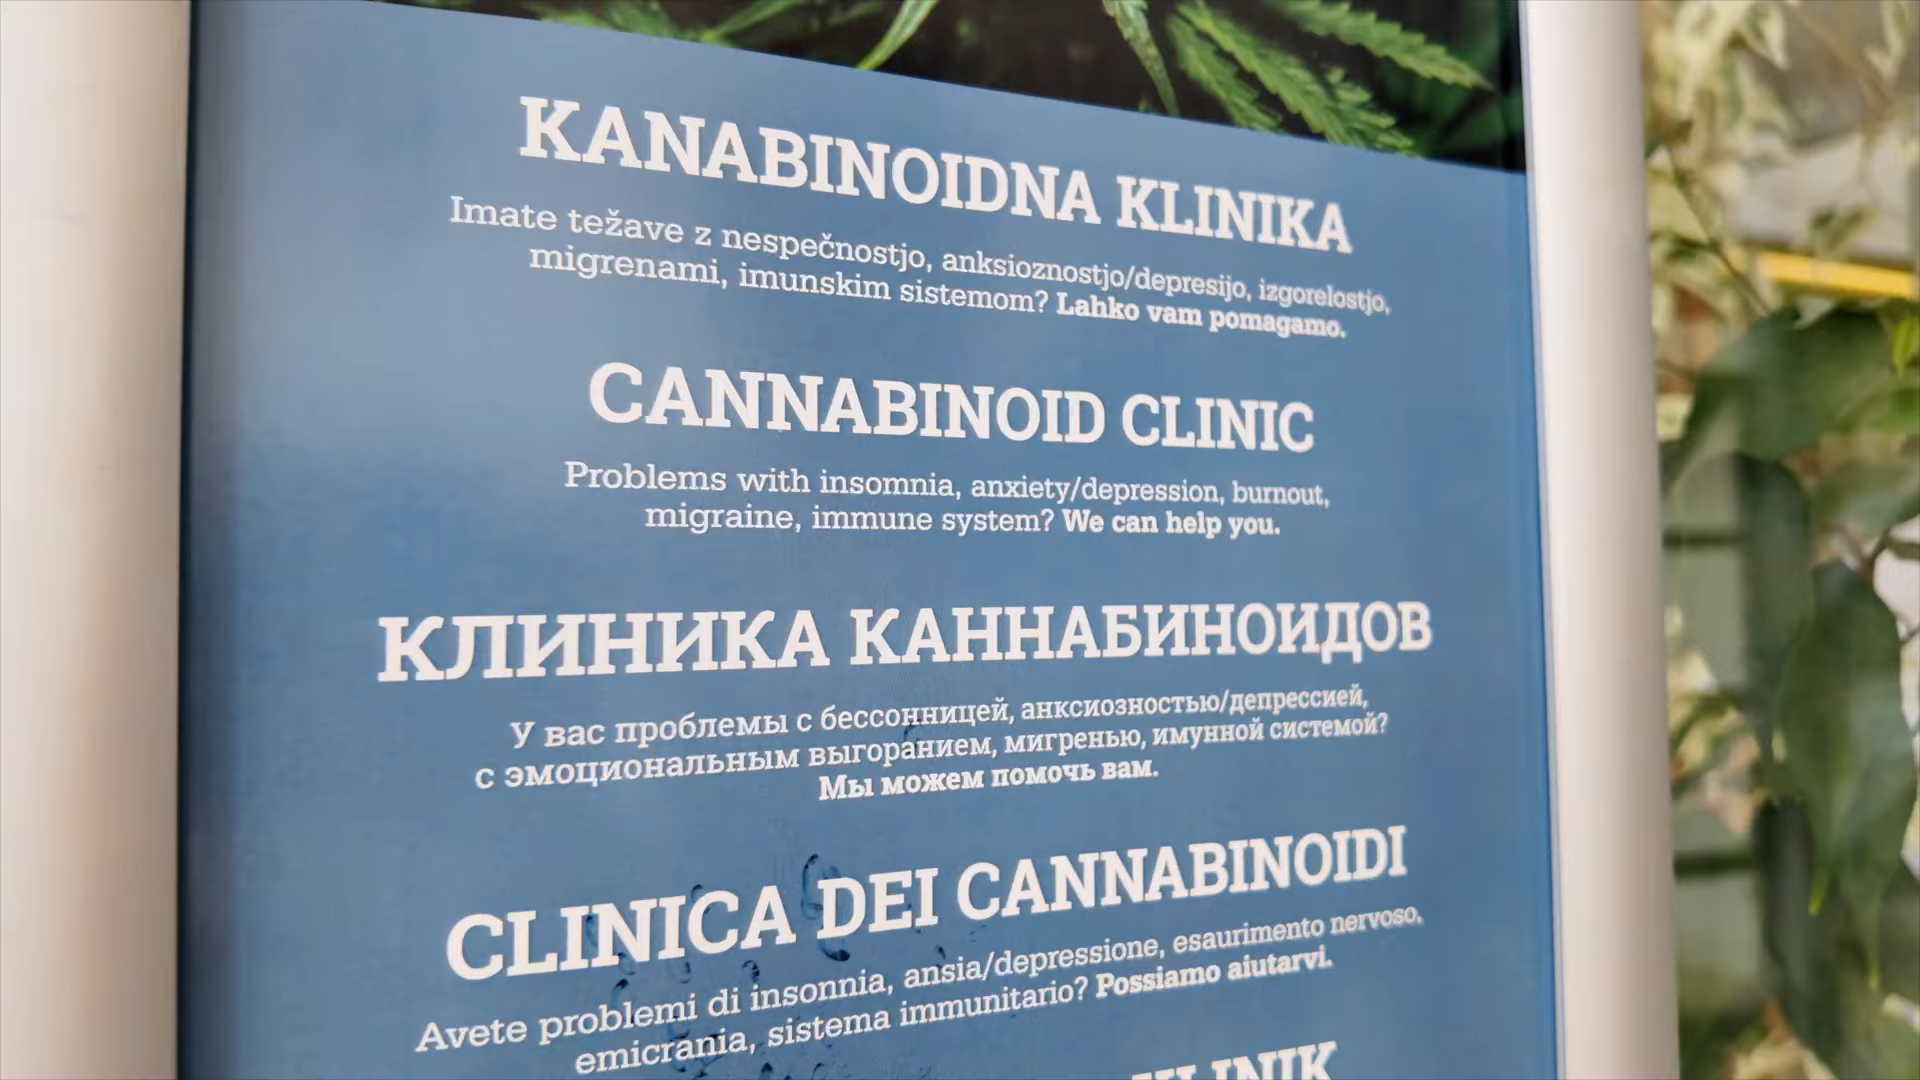 KANABINOIDNA KLINIKA
Imate težave z nespečnostjo, anksioznostjo/depresijo, izgorelostjo,
migrenami, imunskim sistemom? Lahko vam pomagamo.
CANNABINOID CLINIC
Problems with insomnia, anxiety/depression, burnout,
migraine, immune system? We can help you.
КЛИНИКА КАННАБИНОИДОВ
У вас проблемы с бессонницей, анксиозностью/депрессией,
с эмоциональным выгоранием, мигренью, имунной системой?
Мы можем помочь вам.
CLINICA DEI CANNABINOIDI
Avete problemi di insonnia, ansia/depressione, esaurimento nervoso,
emicrania, sistema immunitario? Possiamo aiutarvi.